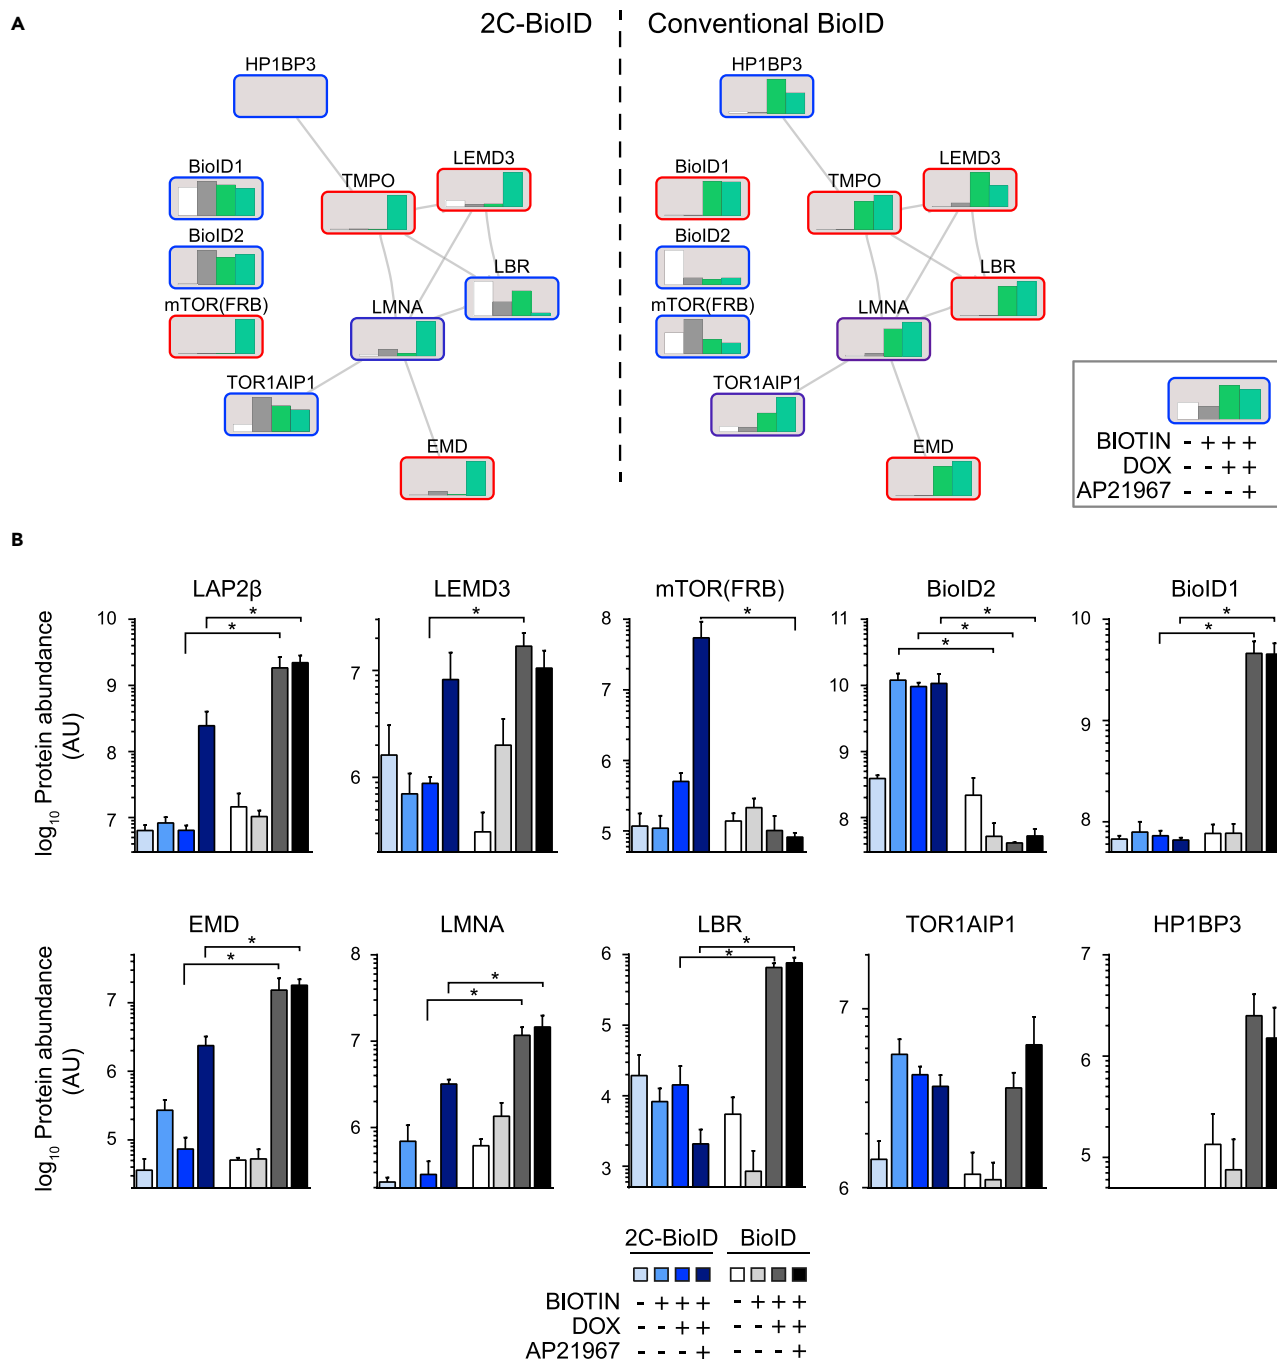 A
2C-BioID
Conventional BioID
HP1BP3
HP1BP3
BioID1
TMPO
LEMD3
BioID1
TMPO
LEMD3
BioID2
LBR
BioID2
LBR
mTOR(FRB)
LMNA
mTOR(FRB)
LMNA
TOR1AIP1
TOR1AIP1
EMD
EMD
BIOTIN - + + +
DOX - - + +
AP21967 - - - +
B
LAP2β
LEMD3
mTOR(FRB)
BioID2
BioID1
log10 Protein abundance
(AU)
10
9
8
7
* *
7
6
*
8
7
6
5
*
11
10
9
8
* * *
10
9
8
* *
EMD
LMNA
LBR
TOR1AIP1
HP1BP3
log10 Protein abundance
(AU)
7
6
5
* *
8
7
6
* *
6
5
4
3
* *
7
6
7
6
5
2C-BioID BioID
BIOTIN - + + + - + + +
DOX - - + + - - + +
AP21967 - - - + - - - +